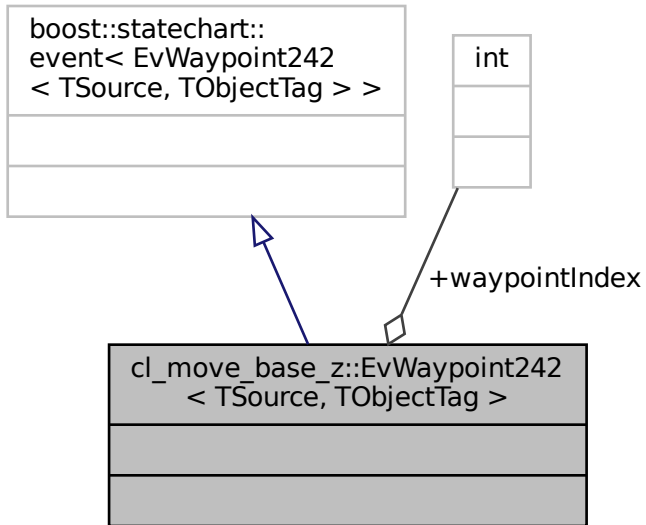 boost::statechart::
event< EvWaypoint242
< TSource, TObjectTag > >
int
+waypointIndex
cl_move_base_z::EvWaypoint242
< TSource, TObjectTag >